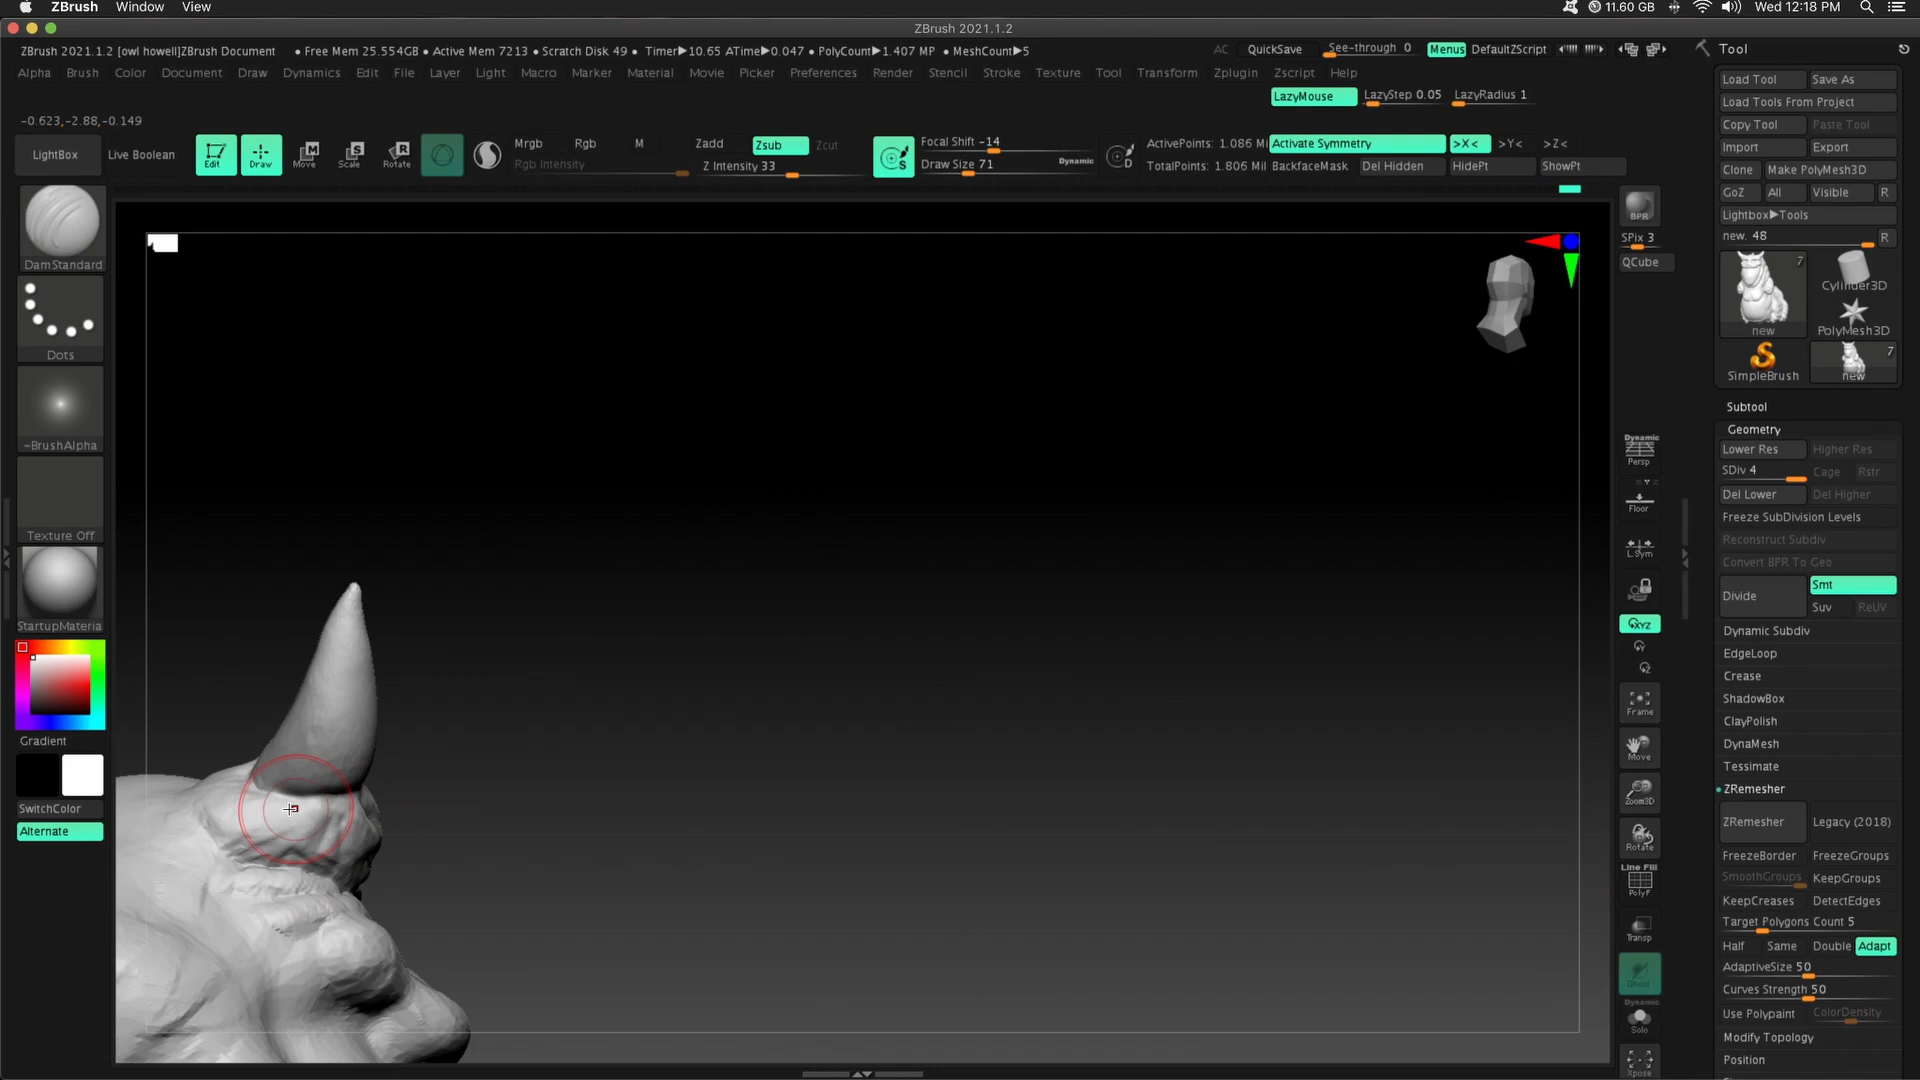 ZBrush Window View 11.60 GB Wed 12:18 PM
ZBrush 2021.1.2
ZBrush 2021.1.2 [owl howell]ZBrush Document • Free Mem 25.554GB • Active Mem 7213 • Scratch Disk 49 • Timer▶10.65 ATime▶0.047 • PolyCount▶1.407 MP • MeshCount▶5 AC QuickSave See-through 0 Menus DefaultZScript
Alpha Brush Color Document Draw Dynamics Edit File Layer Light Macro Marker Material Movie Picker Preferences Render Stencil Stroke Texture Tool Transform Zplugin Zscript Help
LazyMouse LazyStep 0.05 LazyRadius 1
-0.623,-2.88,-0.149
LightBox Live Boolean Edit Draw Move Scale Rotate
Mrgb Rgb M Zadd Zsub Zcut Focal Shift -14 ActivePoints: 1.086 Mi Activate Symmetry >X< >Y< >Z<
Rgb Intensity Z Intensity 33 Draw Size 71 Dynamic TotalPoints: 1.806 Mil BackfaceMask Del Hidden HidePt ShowPt
S D
DamStandard
Dots
~BrushAlpha
Texture Off
StartupMateria
Gradient
SwitchColor
Alternate
BPR
SPix 3
QCube
Dynamic
Persp
Floor
L.Sym
XYZ
Y
Z
Frame
Move
Zoom3D
Rotate
Line Fill
PolyF
Transp
Ghost
Dynamic
Solo
Xpose
Tool
Load Tool Save As
Load Tools From Project
Copy Tool Paste Tool
Import Export
Clone Make PolyMesh3D
GoZ All Visible R
Lightbox▶Tools
new. 48 R
7
new
Cylinder3D
PolyMesh3D
SimpleBrush
7
new
Subtool
Geometry
Lower Res Higher Res
SDiv 4 Cage Rstr
Del Lower Del Higher
Freeze SubDivision Levels
Reconstruct Subdiv
Convert BPR To Geo
Divide Smt
Suv ReUV
Dynamic Subdiv
EdgeLoop
Crease
ShadowBox
ClayPolish
DynaMesh
Tessimate
ZRemesher
ZRemesher Legacy (2018)
FreezeBorder FreezeGroups
SmoothGroups KeepGroups
KeepCreases DetectEdges
Target Polygons Count 5
Half Same Double Adapt
AdaptiveSize 50
Curves Strength 50
Use Polypaint ColorDensity
Modify Topology
Position